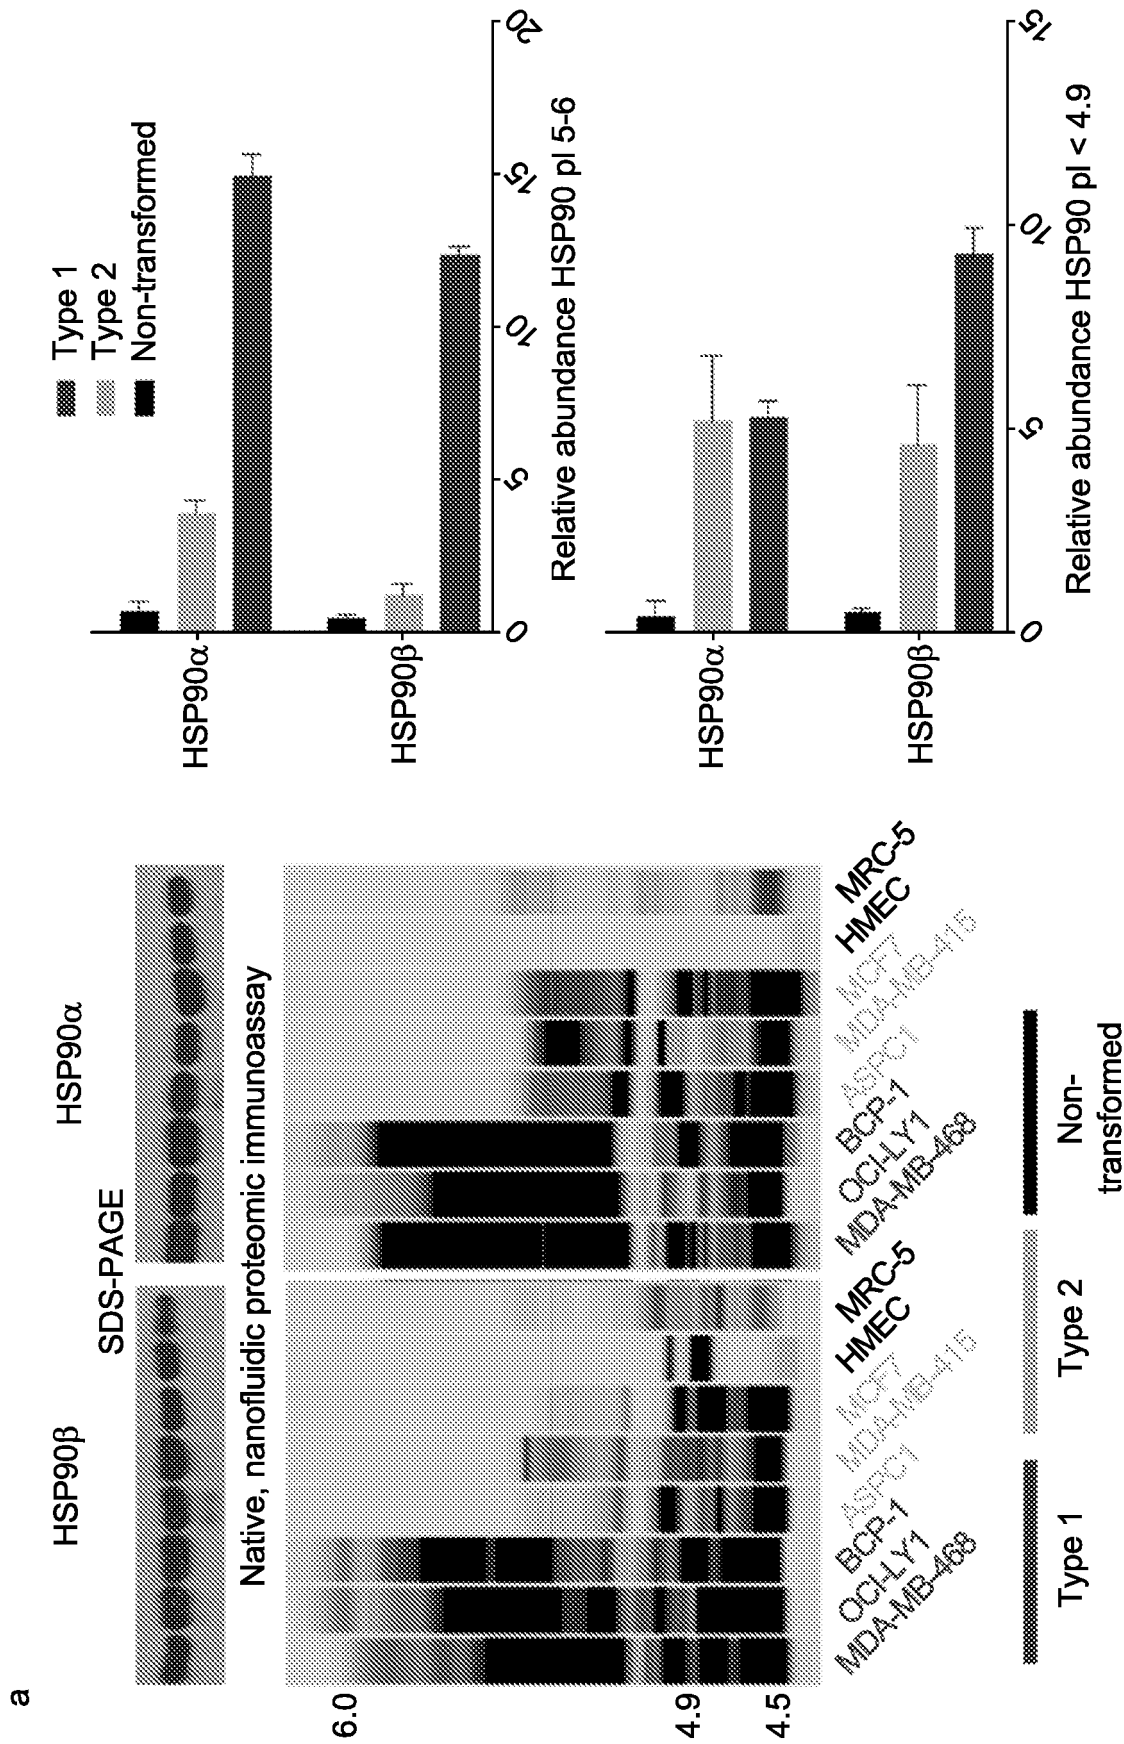 a
HSP90β
HSP90α
SDS-PAGE
Native, nanofluidic proteomic immunoassay
6.0
4.9
4.5
MDA-MB-468
OCI-LY1
BCP-1
ASPC1
MDA-MB-415
MCF7
HMEC
MRC-5
MDA-MB-468
OCI-LY1
BCP-1
ASPC1
MDA-MB-415
MCF7
HMEC
MRC-5
Type 1
Type 2
Non-
transformed
Type 1
Type 2
Non-transformed
HSP90α
HSP90β
0
5
10
15
20
Relative abundance HSP90 pI 5-6
HSP90α
HSP90β
0
5
10
15
Relative abundance HSP90 pI < 4.9